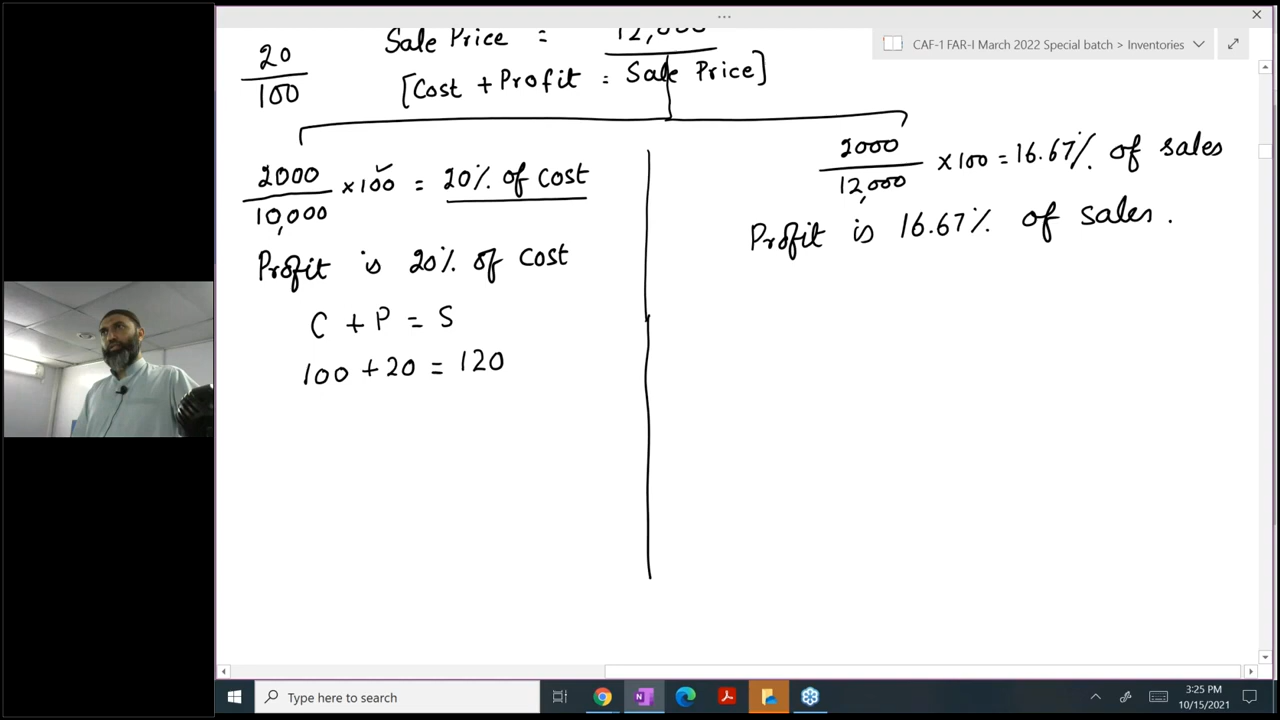 CAF-1 FAR-I March 2022 Special batch > Inventories
20
100
Sale Price = 12,000
[Cost + Profit = Sale Price]
2000
10,000
×100 = 20% of cost
Profit is 20% of cost
C + P = S
100 + 20 = 120
2000
12,000
×100 = 16.67% of sales
Profit is 16.67% of sales.
Type here to search
3:25 PM
10/15/2021